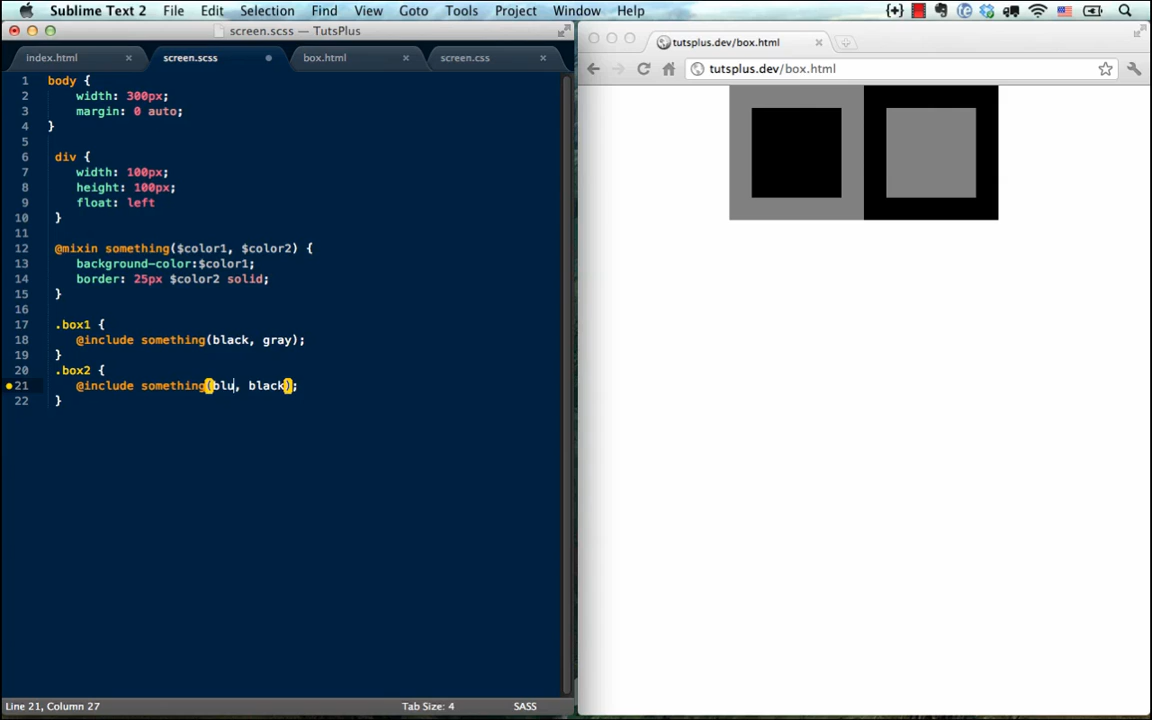 Sublime Text 2 File Edit Selection Find View Goto Tools Project Window Help
screen.scss — TutsPlus
index.html × screen.scss box.html × screen.css ×
1 body {
2 width: 300px;
3 margin: 0 auto;
4 }
5
6 div {
7 width: 100px;
8 height: 100px;
9 float: left
10 }
11
12 @mixin something($color1, $color2) {
13 background-color:$color1;
14 border: 25px $color2 solid;
15 }
16
17 .box1 {
18 @include something(black, gray);
19 }
20 .box2 {
21 @include something(blu, black);
22 }
Line 21, Column 27 Tab Size: 4 SASS
tutsplus.dev/box.html ×
tutsplus.dev/box.html